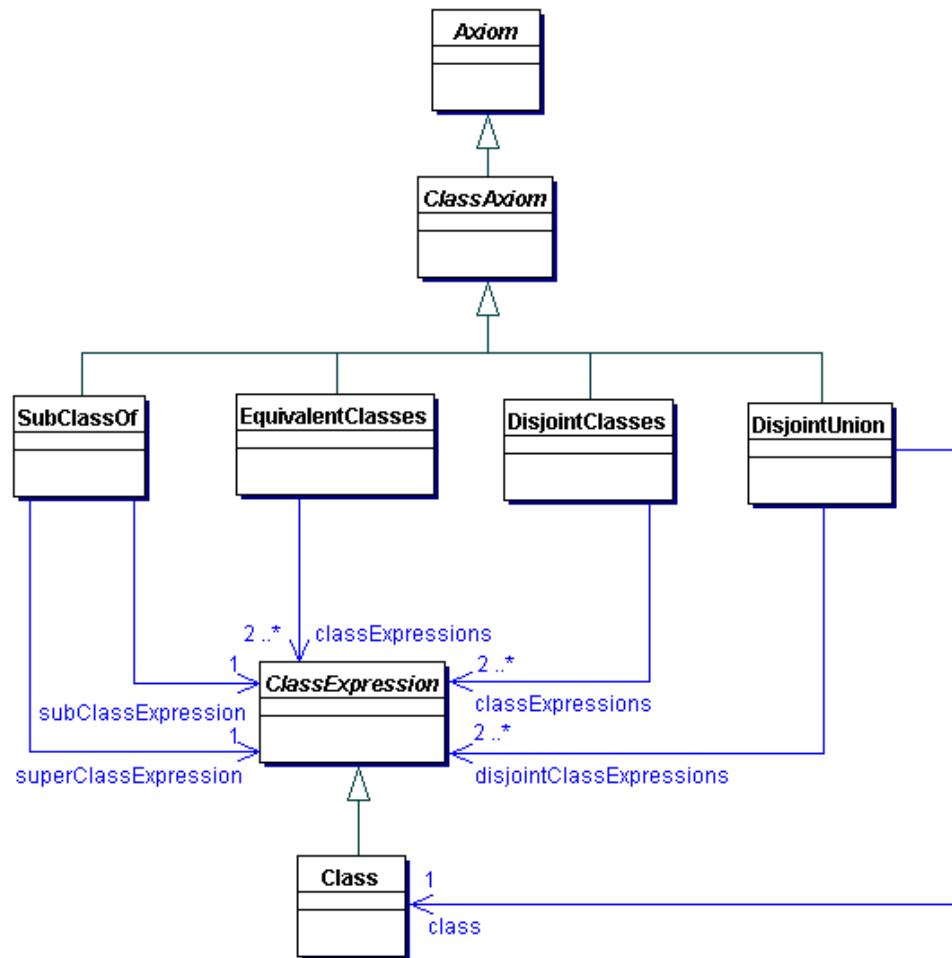 Axiom
ClassAxiom
SubClassOf
EquivalentClasses
DisjointClasses
DisjointUnion
2 ..* classExpressions
1
subClassExpression
1
superClassExpression
ClassExpression
2 ..*
classExpressions
2 ..*
disjointClassExpressions
Class
1
class